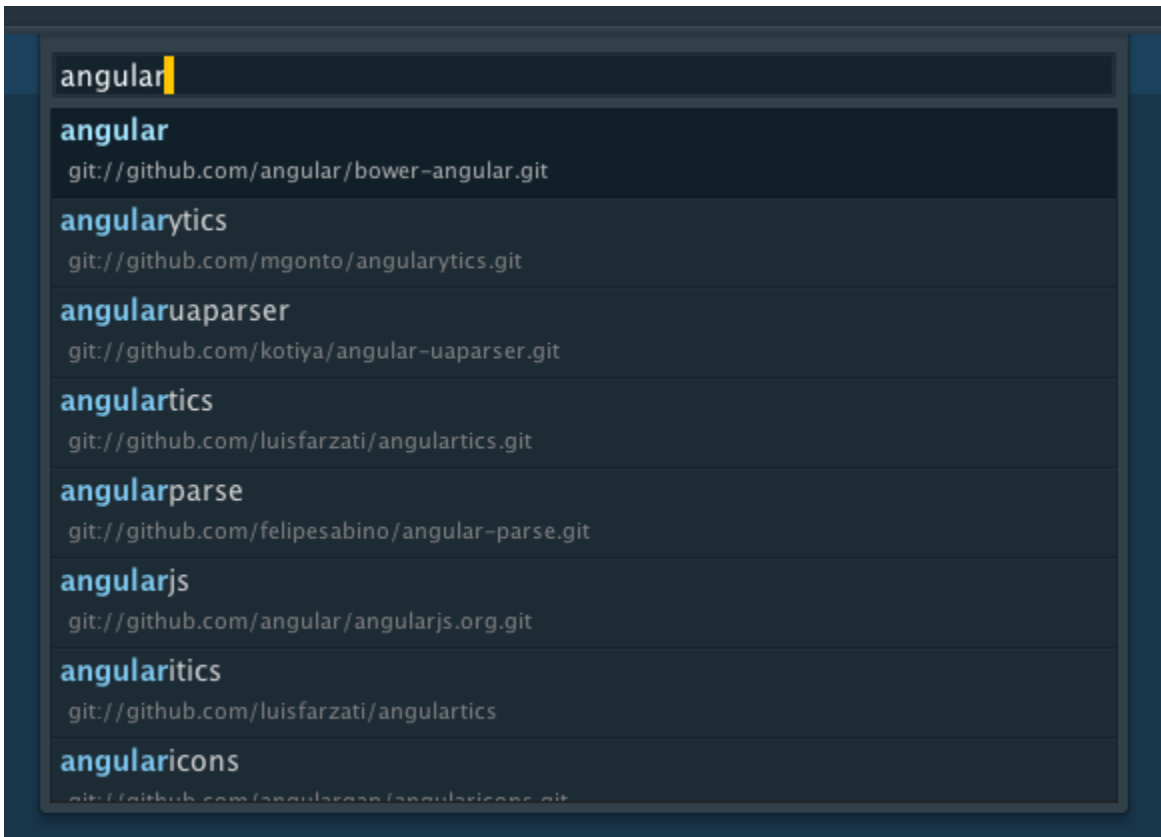 angular
angular
git://github.com/angular/bower-angular.git
angularytics
git://github.com/mgonto/angularytics.git
angularuaparser
git://github.com/kotiya/angular-uaparser.git
angulartics
git://github.com/luisfarzati/angulartics.git
angularparse
git://github.com/felipesabino/angular-parse.git
angularjs
git://github.com/angular/angularjs.org.git
angularitics
git://github.com/luisfarzati/angulartics
angularicons